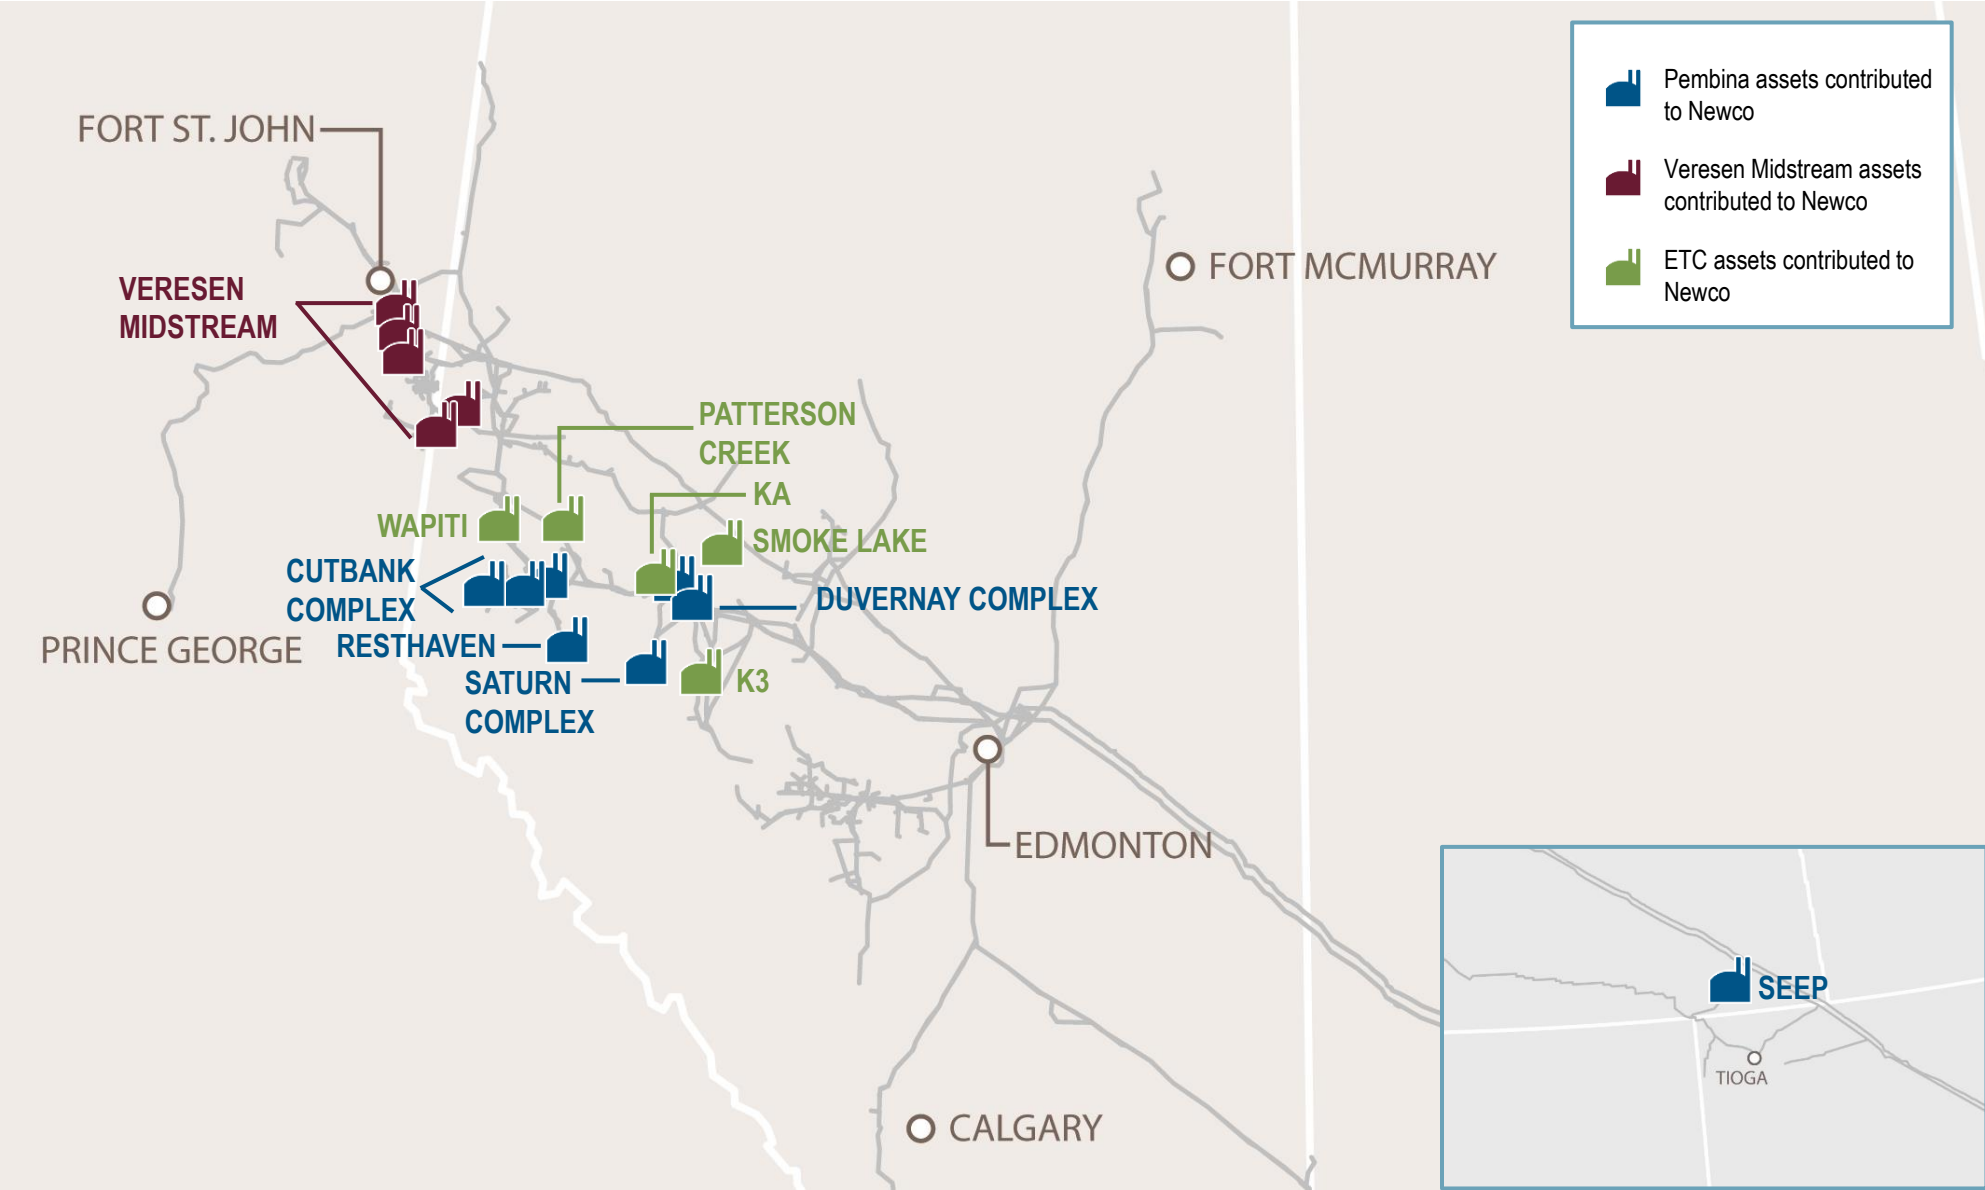 Pembina assets contributed
to Newco
Veresen Midstream assets
contributed to Newco
ETC assets contributed to
Newco
FORT ST. JOHN
FORT MCMURRAY
VERESEN
MIDSTREAM
PATTERSON
CREEK
KA
WAPITI
SMOKE LAKE
CUTBANK
COMPLEX
DUVERNAY COMPLEX
PRINCE GEORGE
RESTHAVEN
SATURN
COMPLEX
K3
EDMONTON
SEEP
TIOGA
CALGARY